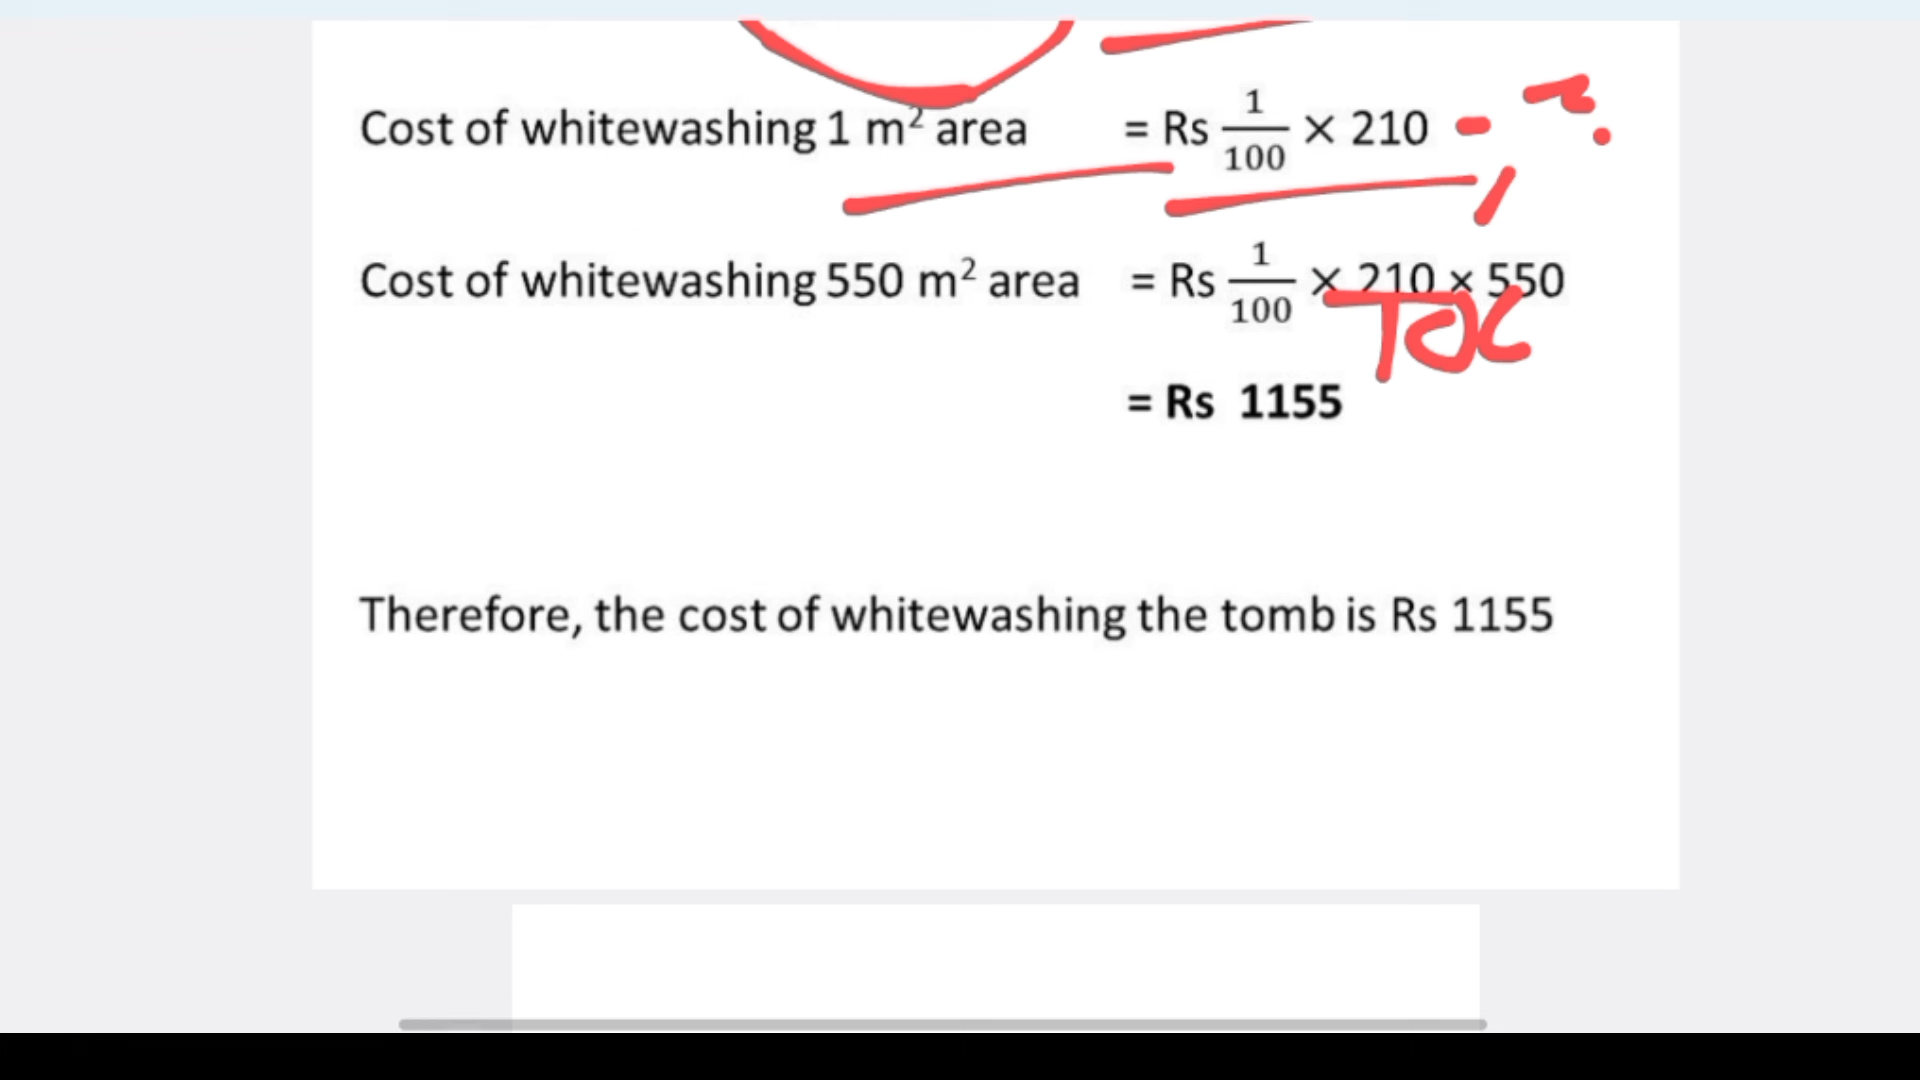 Cost of whitewashing 1 m² area = Rs 1/100 × 210
Cost of whitewashing 550 m² area = Rs 1/100 × 210 × 550
= Rs 1155
Therefore, the cost of whitewashing the tomb is Rs 1155